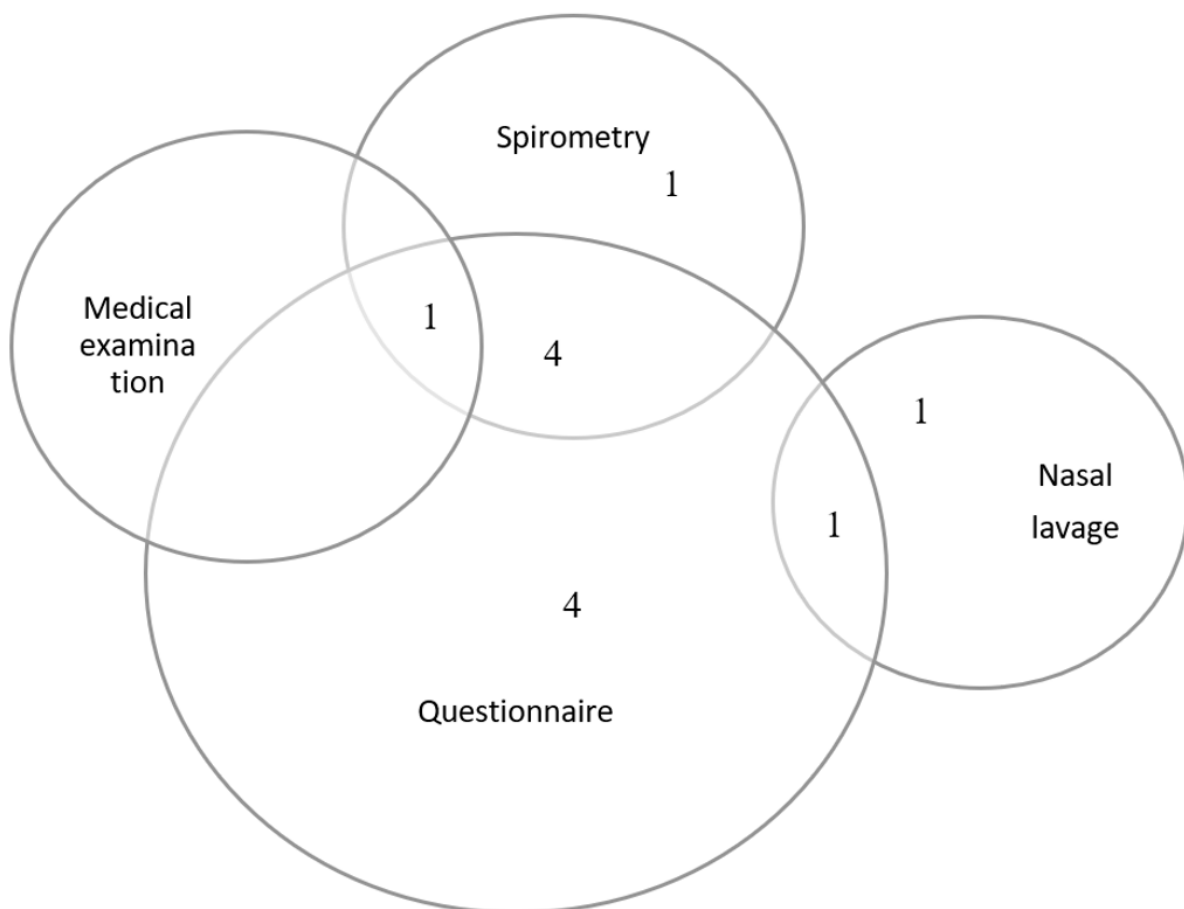 Spirometry
1
Medical
examina
tion
1
4
1
Nasal
lavage
1
4
Questionnaire